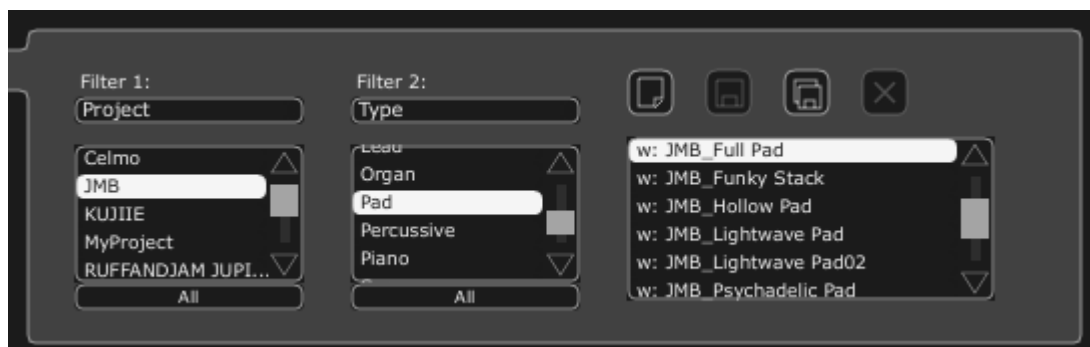 Filter 1:
Project
Celmo
JMB
KUJIIE
MyProject
RUFFANDJAM JUPI...
All
Filter 2:
Type
Lead
Organ
Pad
Percussive
Piano
All
w: JMB_Full Pad
w: JMB_Funky Stack
w: JMB_Hollow Pad
w: JMB_Lightwave Pad
w: JMB_Lightwave Pad02
w: JMB_Psychadelic Pad